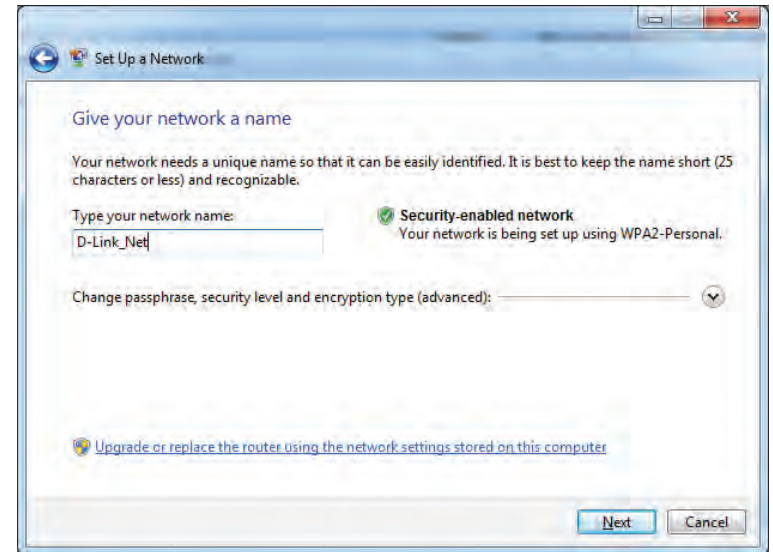 Set Up a Network
Give your network a name
Your network needs a unique name so that it can be easily identified. It is best to keep the name short (25
characters or less) and recognizable.
Type your network name:
D-Link_Net
Security-enabled network
Your network is being set up using WPA2-Personal.
Change passphrase, security level and encryption type (advanced):
Upgrade or replace the router using the network settings stored on this computer
Next Cancel